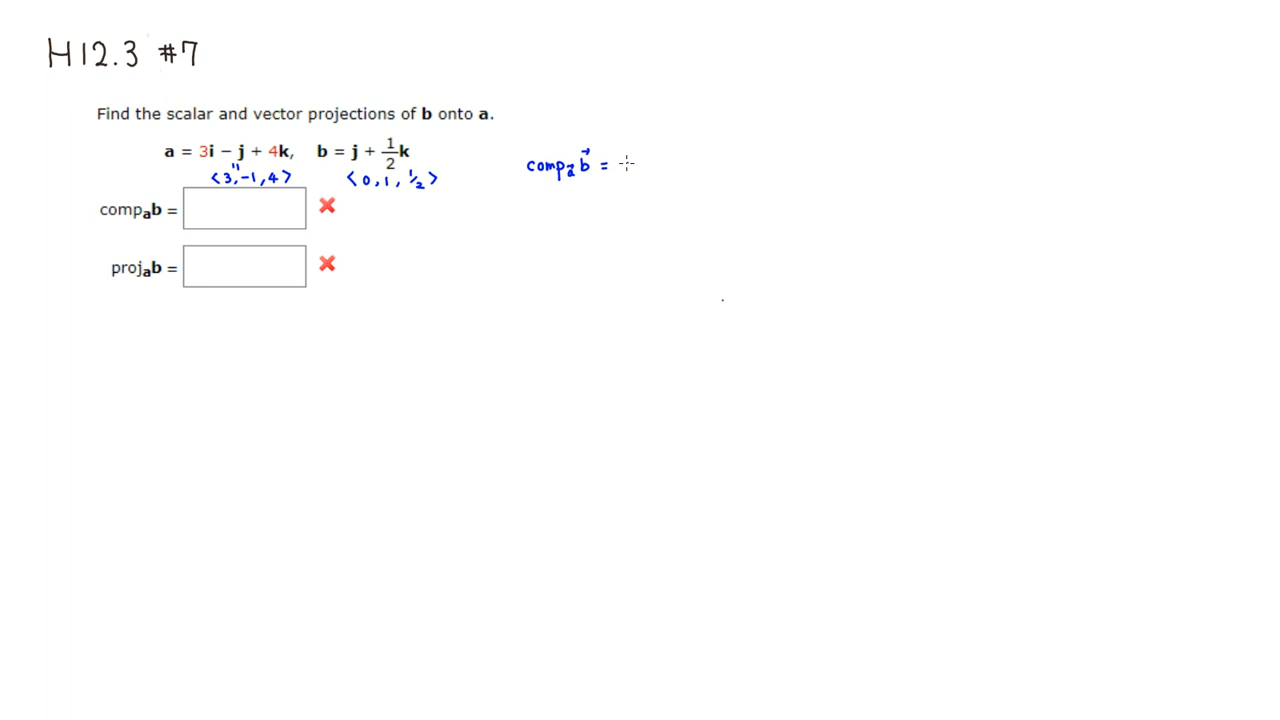 H12.3 #7
Find the scalar and vector projections of b onto a.
a = 3i − j + 4k, b = j + 1/2 k
⟨3, -1, 4⟩ ⟨0, 1, 1/2⟩
comp_a⃗ b⃗ =
comp_a b =
proj_a b =